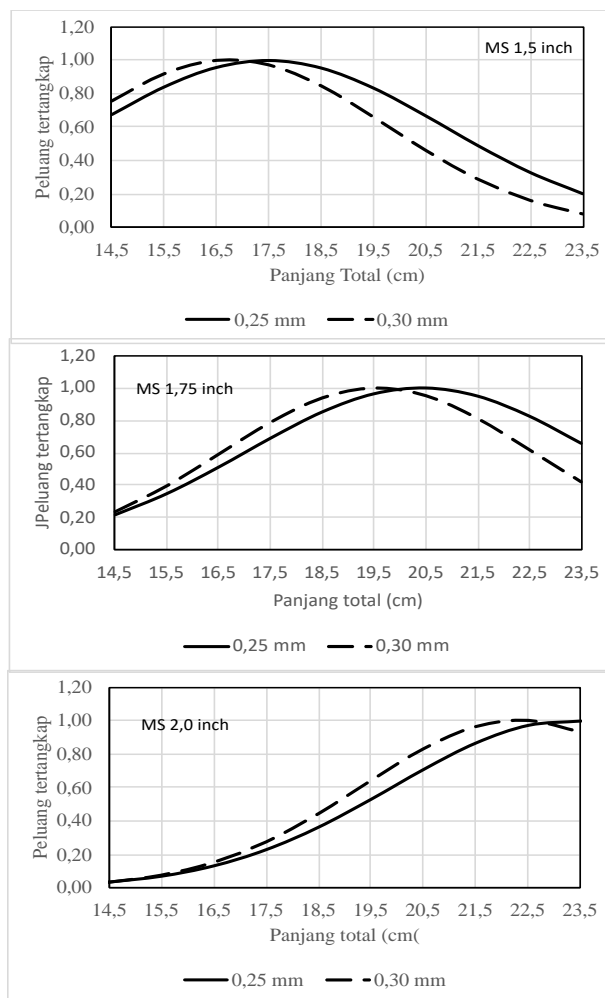 1,20
1,00
0,80
0,60
0,40
0,20
0,00
Peluang tertangkap
MS 1,5 inch
14,5 15,5 16,5 17,5 18,5 19,5 20,5 21,5 22,5 23,5
Panjang Total (cm)
0,25 mm 0,30 mm
1,20
1,00
0,80
0,60
0,40
0,20
0,00
JPeluang tertangkap
MS 1,75 inch
14,5 15,5 16,5 17,5 18,5 19,5 20,5 21,5 22,5 23,5
Panjang total (cm)
0,25 mm 0,30 mm
1,20
1,00
0,80
0,60
0,40
0,20
0,00
Peluang tertangkap
MS 2,0 inch
14,5 15,5 16,5 17,5 18,5 19,5 20,5 21,5 22,5 23,5
Panjang total (cm(
0,25 mm 0,30 mm